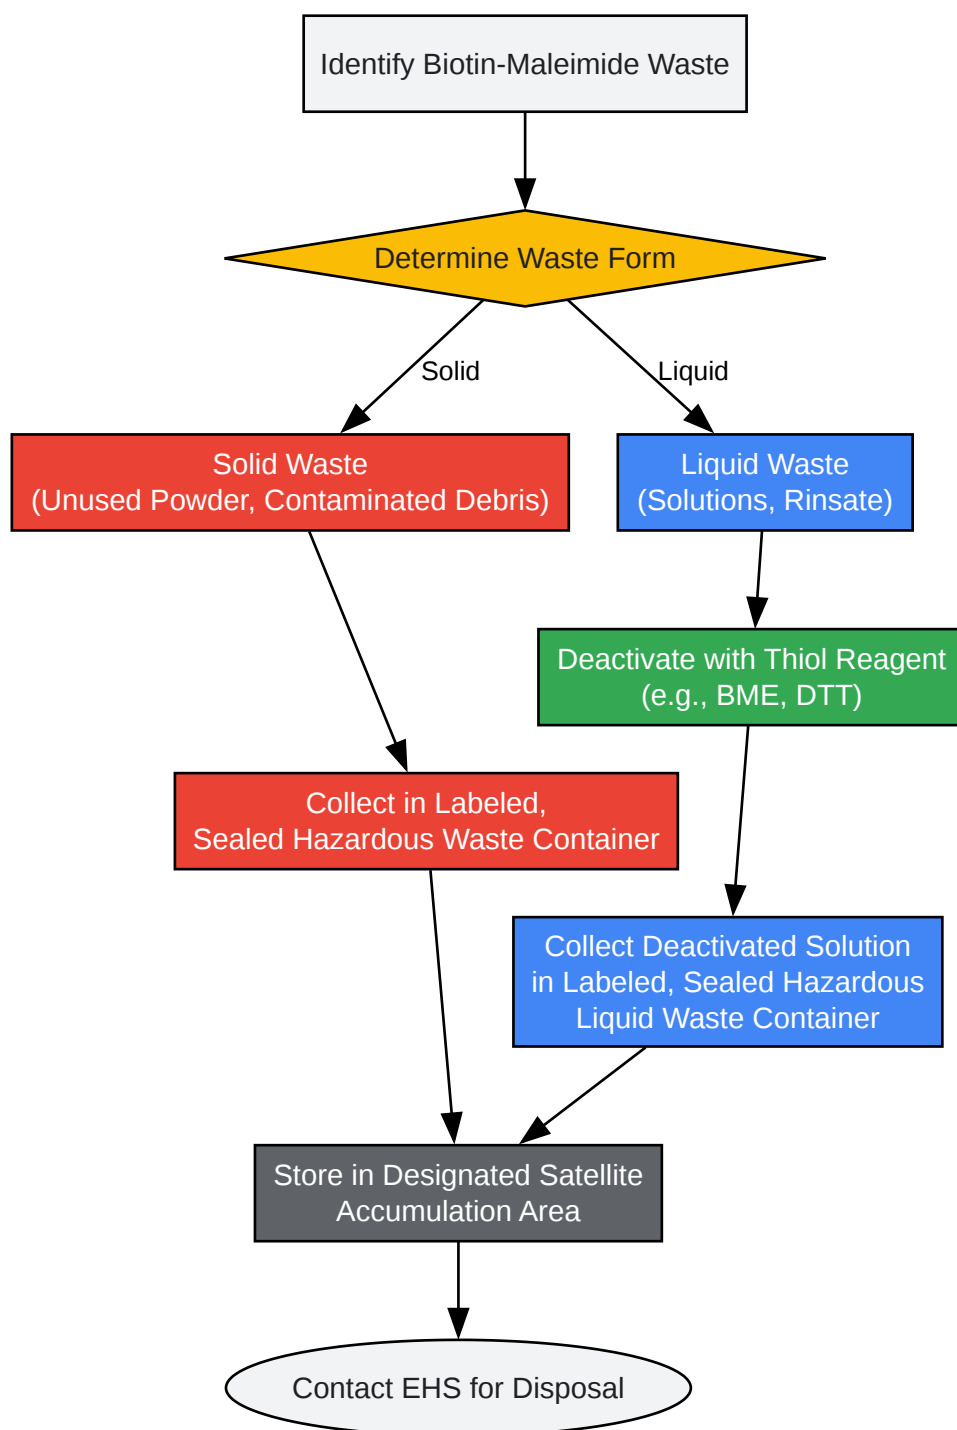 Identify Biotin-Maleimide Waste
Determine Waste Form
Solid
Liquid
Solid Waste
(Unused Powder, Contaminated Debris)
Liquid Waste
(Solutions, Rinsate)
Deactivate with Thiol Reagent
(e.g., BME, DTT)
Collect in Labeled,
Sealed Hazardous Waste Container
Collect Deactivated Solution
in Labeled, Sealed Hazardous
Liquid Waste Container
Store in Designated Satellite
Accumulation Area
Contact EHS for Disposal